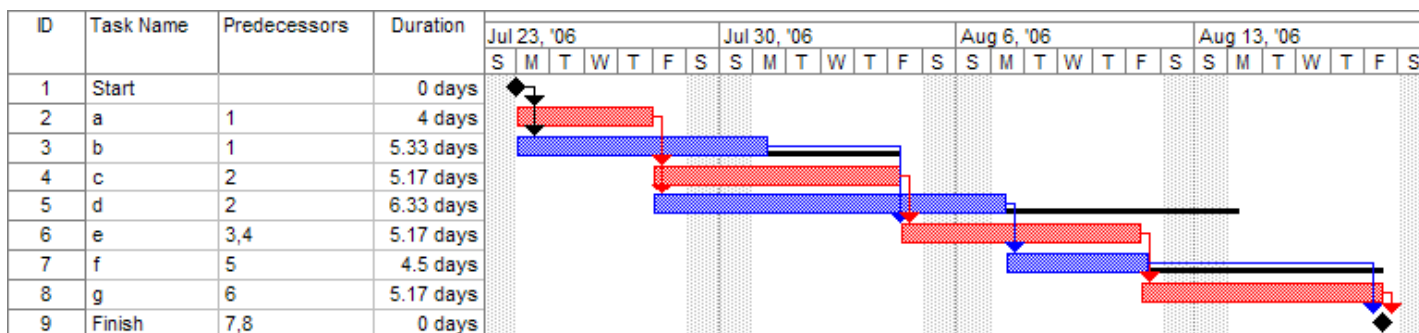 ID Task Name Predecessors Duration
Jul 23, '06 Jul 30, '06 Aug 6, '06 Aug 13, '06
S M T W T F S S M T W T F S S M T W T F S S M T W T F S
1 Start 0 days
2 a 1 4 days
3 b 1 5.33 days
4 c 2 5.17 days
5 d 2 6.33 days
6 e 3,4 5.17 days
7 f 5 4.5 days
8 g 6 5.17 days
9 Finish 7,8 0 days